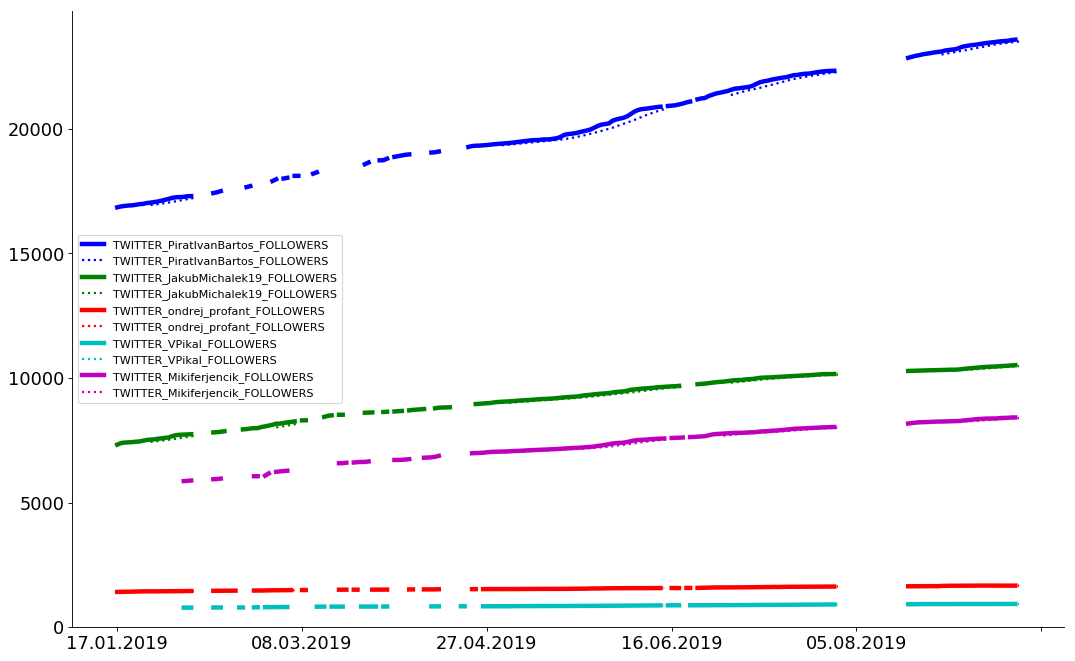 20000
15000
10000
5000
0
TWITTER_PiratIvanBartos_FOLLOWERS
TWITTER_PiratIvanBartos_FOLLOWERS
TWITTER_JakubMichalek19_FOLLOWERS
TWITTER_JakubMichalek19_FOLLOWERS
TWITTER_ondrej_profant_FOLLOWERS
TWITTER_ondrej_profant_FOLLOWERS
TWITTER_VPikal_FOLLOWERS
TWITTER_VPikal_FOLLOWERS
TWITTER_Mikiferjencik_FOLLOWERS
TWITTER_Mikiferjencik_FOLLOWERS
17.01.2019 08.03.2019 27.04.2019 16.06.2019 05.08.2019